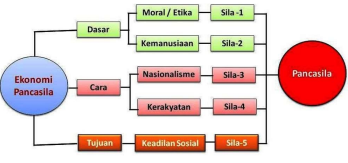 Moral / Etika
Sila -1
Dasar
Kemanusiaan
Sila-2
Ekonomi
Pancasila
Nasionalisme
Sila-3
Cara
Pancasila
Kerakyatan
Sila-4
Tujuan
Keadilan Sosial
Sila-5